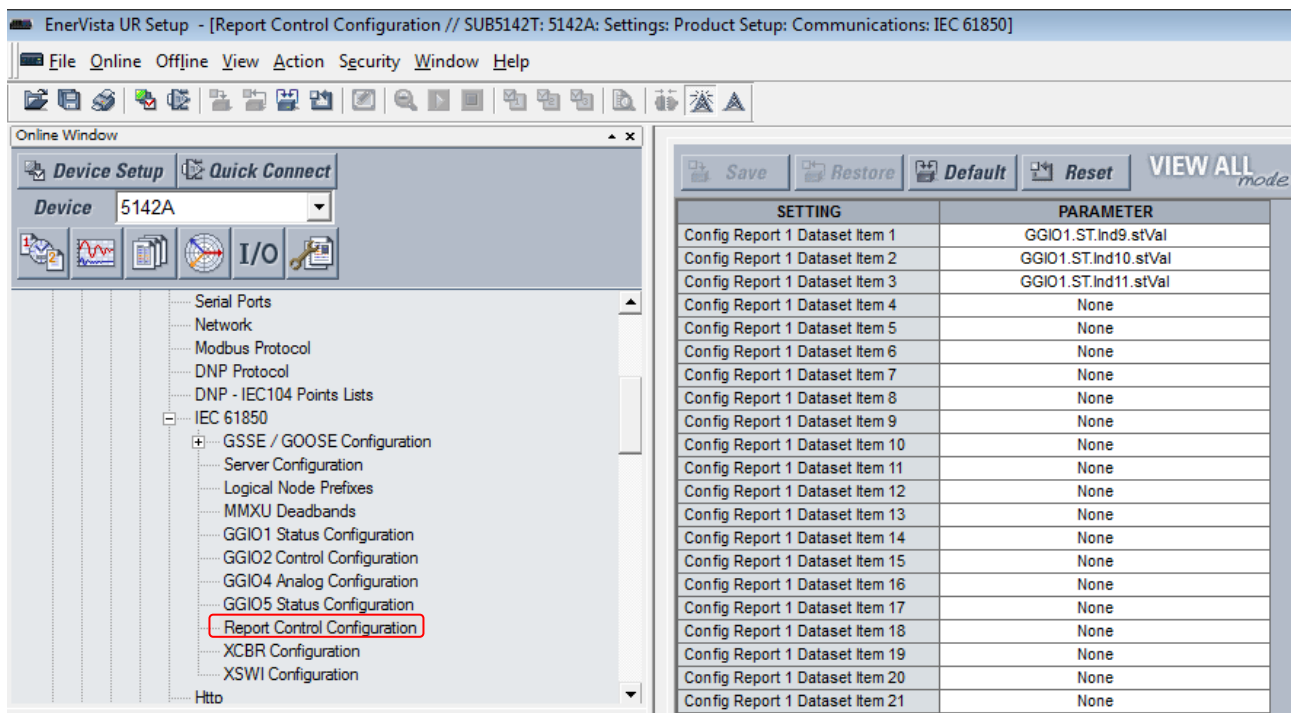 EnerVista UR Setup - [Report Control Configuration // SUB5142T: 5142A: Settings: Product Setup: Communications: IEC 61850]
File Online Offline View Action Security Window Help
Online Window
Device Setup Quick Connect
Device 5142A
I/O
Serial Ports
Network
Modbus Protocol
DNP Protocol
DNP - IEC104 Points Lists
IEC 61850
GSSE / GOOSE Configuration
Server Configuration
Logical Node Prefixes
MMXU Deadbands
GGIO1 Status Configuration
GGIO2 Control Configuration
GGIO4 Analog Configuration
GGIO5 Status Configuration
Report Control Configuration
XCBR Configuration
XSWI Configuration
Http
Save Restore Default Reset VIEW ALL mode
SETTING PARAMETER
Config Report 1 Dataset Item 1 GGIO1.ST.Ind9.stVal
Config Report 1 Dataset Item 2 GGIO1.ST.Ind10.stVal
Config Report 1 Dataset Item 3 GGIO1.ST.Ind11.stVal
Config Report 1 Dataset Item 4 None
Config Report 1 Dataset Item 5 None
Config Report 1 Dataset Item 6 None
Config Report 1 Dataset Item 7 None
Config Report 1 Dataset Item 8 None
Config Report 1 Dataset Item 9 None
Config Report 1 Dataset Item 10 None
Config Report 1 Dataset Item 11 None
Config Report 1 Dataset Item 12 None
Config Report 1 Dataset Item 13 None
Config Report 1 Dataset Item 14 None
Config Report 1 Dataset Item 15 None
Config Report 1 Dataset Item 16 None
Config Report 1 Dataset Item 17 None
Config Report 1 Dataset Item 18 None
Config Report 1 Dataset Item 19 None
Config Report 1 Dataset Item 20 None
Config Report 1 Dataset Item 21 None